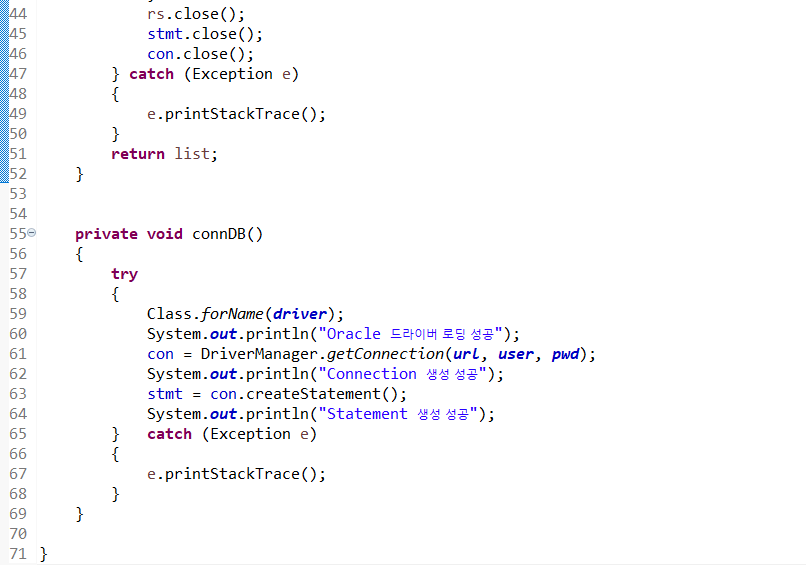 44 rs.close();
45 stmt.close();
46 con.close();
47 } catch (Exception e)
48 {
49 e.printStackTrace();
50 }
51 return list;
52 }
53
54
55 private void connDB()
56 {
57 try
58 {
59 Class.forName(driver);
60 System.out.println("Oracle 드라이버 로딩 성공");
61 con = DriverManager.getConnection(url, user, pwd);
62 System.out.println("Connection 생성 성공");
63 stmt = con.createStatement();
64 System.out.println("Statement 생성 성공");
65 } catch (Exception e)
66 {
67 e.printStackTrace();
68 }
69 }
70
71 }